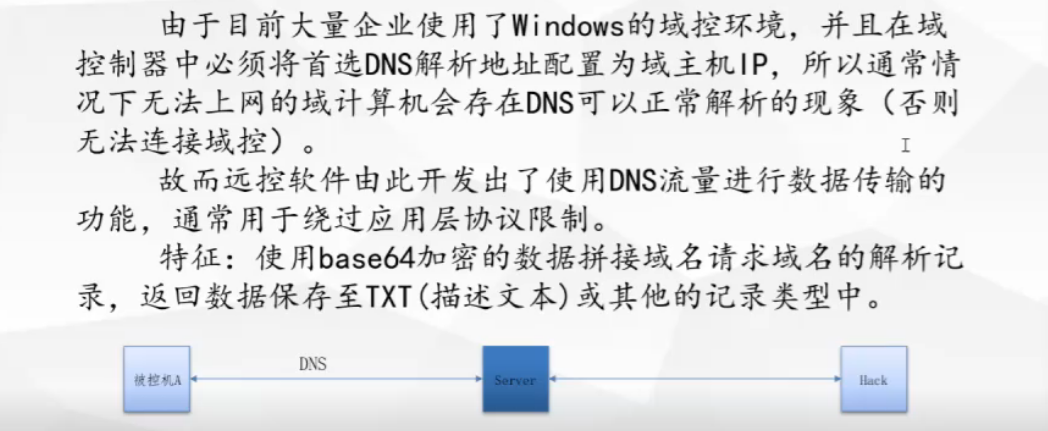 由于目前大量企业使用了Windows的域控环境，并且在域
控制器中必须将首选DNS解析地址配置为域主机IP，所以通常情
况下无法上网的域计算机会存在DNS可以正常解析的现象（否则
无法连接域控）。
故而远控软件由此开发出了使用DNS流量进行数据传输的
功能，通常用于绕过应用层协议限制。
特征：使用base64加密的数据拼接域名请求域名的解析记
录，返回数据保存至TXT(描述文本)或其他的记录类型中。
DNS
被控机A
Server
Hack